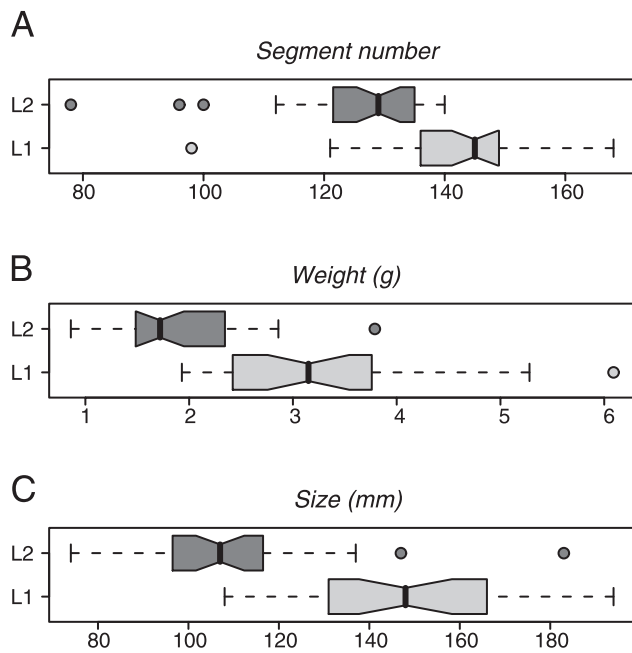 A
Segment number
L2
L1
80 100 120 140 160
B
Weight (g)
L2
L1
1 2 3 4 5 6
C
Size (mm)
L2
L1
80 100 120 140 160 180